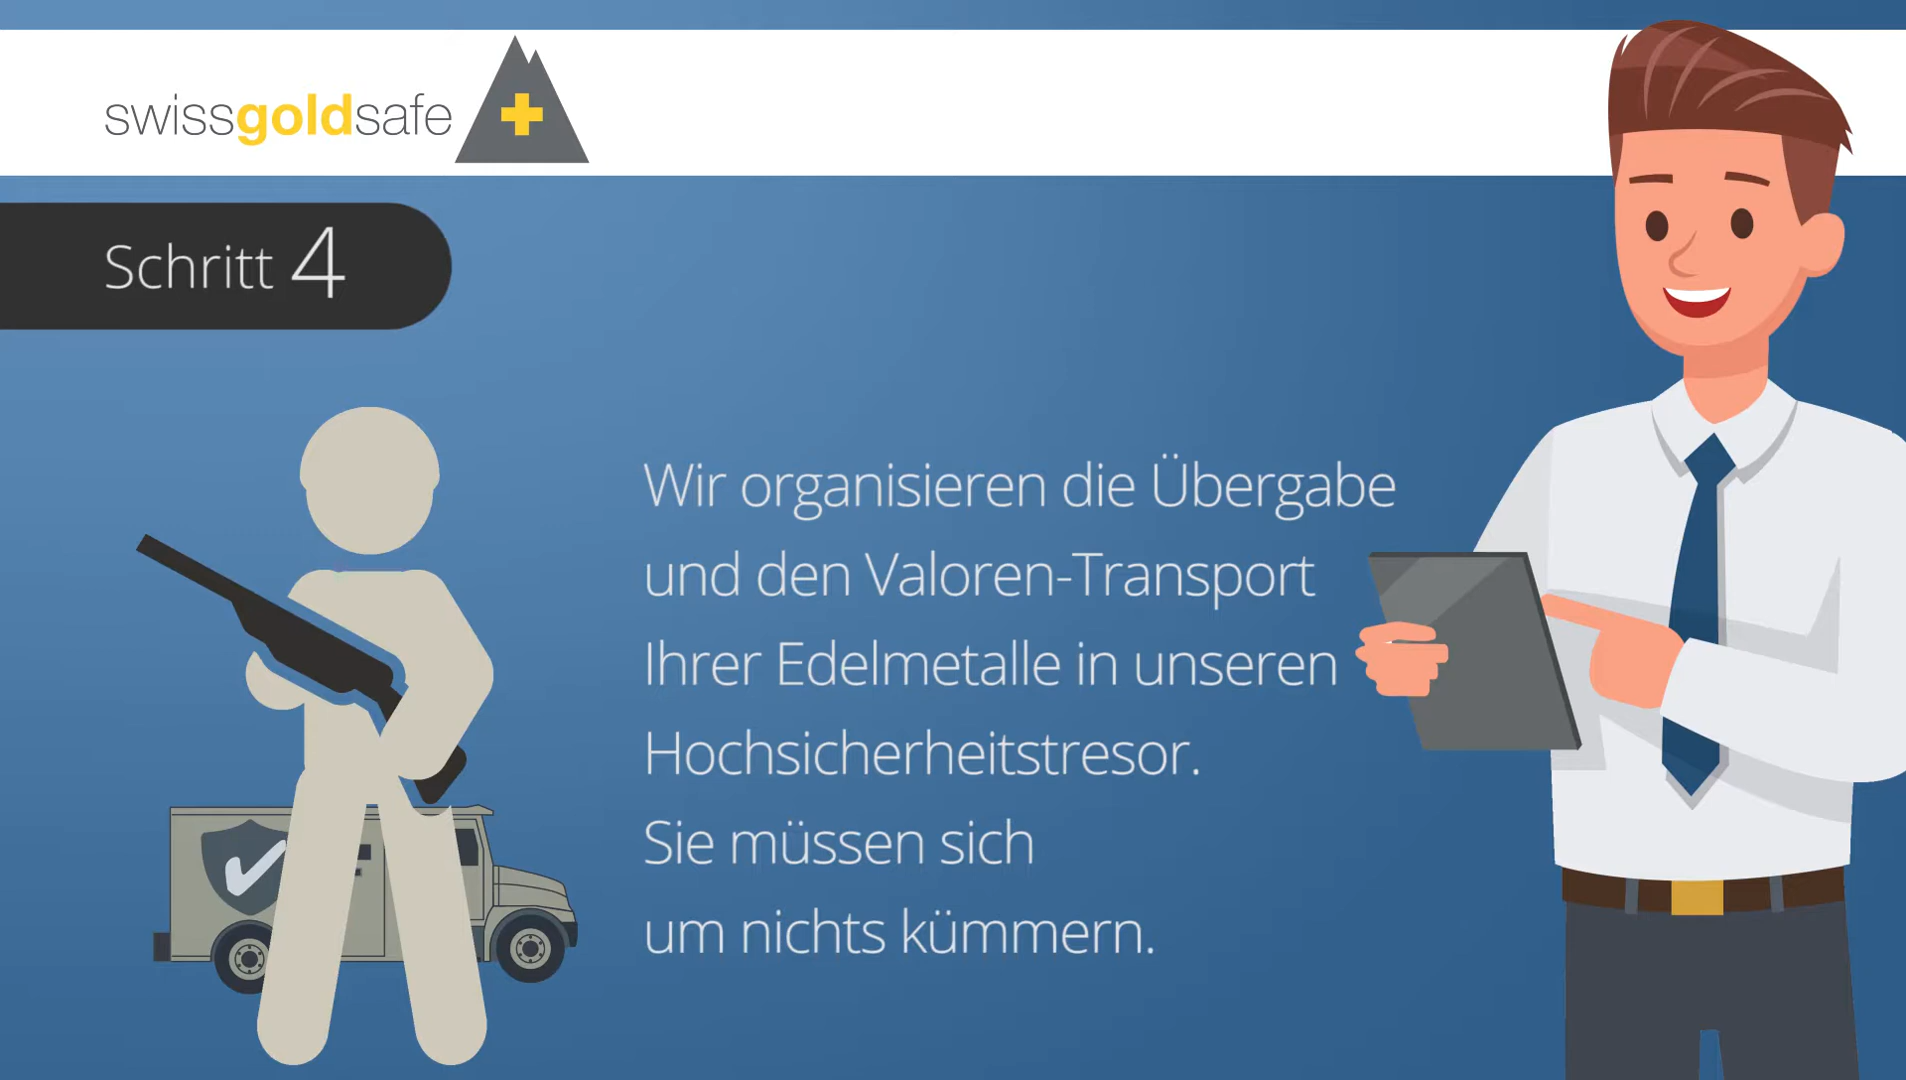 swissgoldsafe
Schritt 4
Wir organisieren die Übergabe
und den Valoren-Transport
Ihrer Edelmetalle in unseren
Hochsicherheitstresor.
Sie müssen sich
um nichts kümmern.